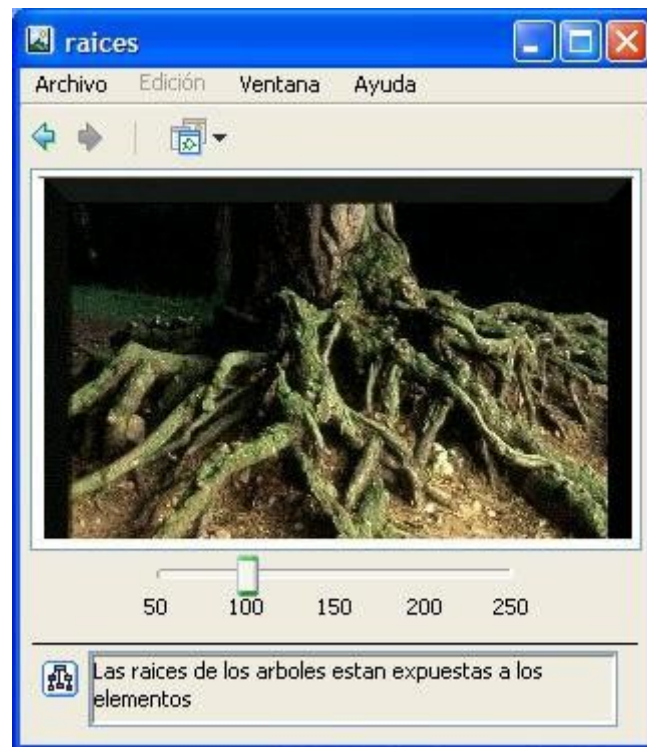 raices
Archivo Edición Ventana Ayuda
50 100 150 200 250
Las raices de los arboles estan expuestas a los
elementos